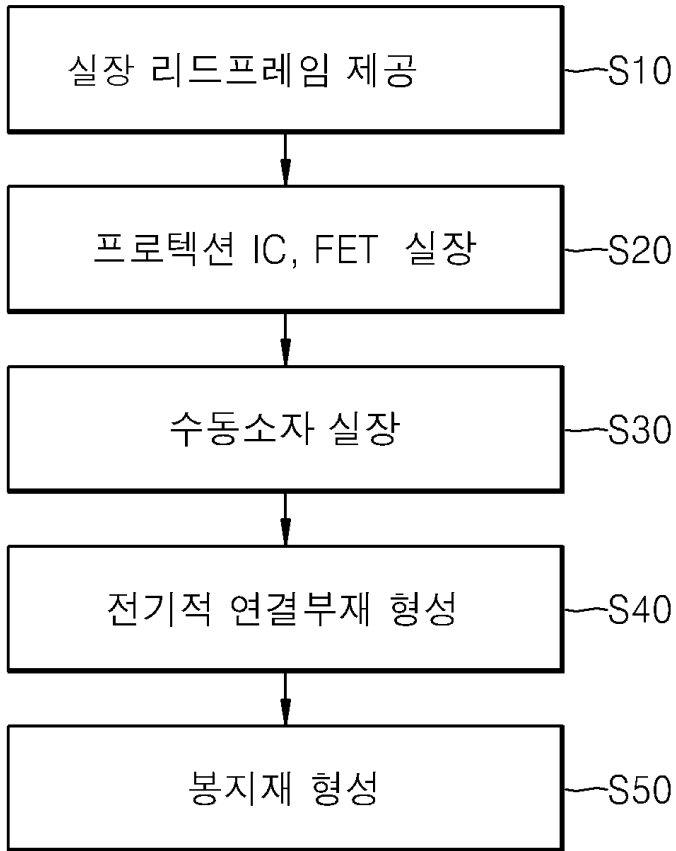 실장 리드프레임 제공 S10
프로텍션 IC, FET 실장 S20
수동소자 실장 S30
전기적 연결부재 형성 S40
봉지재 형성 S50